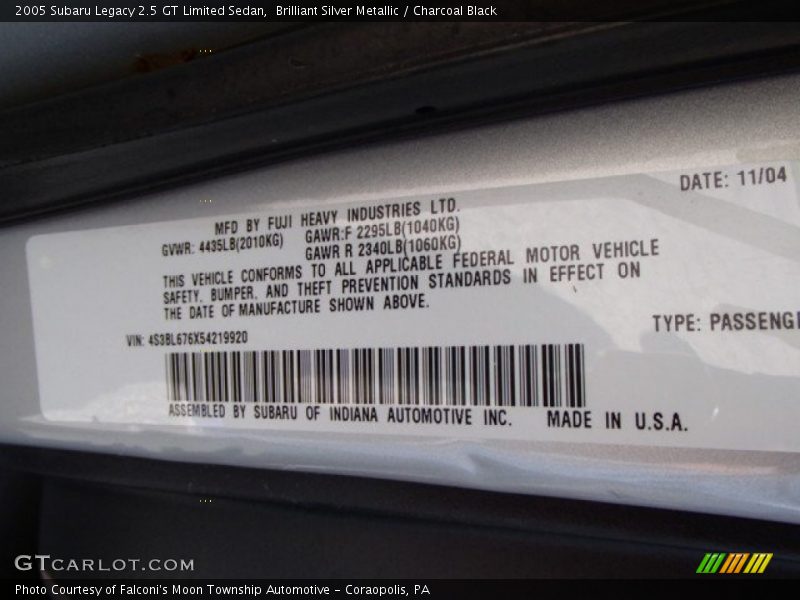 2005 Subaru Legacy 2.5 GT Limited Sedan,  Brilliant Silver Metallic / Charcoal Black
DATE: 11/04
MFD BY FUJI HEAVY INDUSTRIES LTD.
GVWR: 4435LB(2010KG) GAWR:F 2295LB(1040KG)
GAWR R 2340LB(1060KG)
THIS VEHICLE CONFORMS TO ALL APPLICABLE FEDERAL MOTOR VEHICLE
SAFETY, BUMPER, AND THEFT PREVENTION STANDARDS IN EFFECT ON
THE DATE OF MANUFACTURE SHOWN ABOVE.
VIN: 4S3BL676X54219920
TYPE: PASSENGE
ASSEMBLED BY SUBARU OF INDIANA AUTOMOTIVE INC. MADE IN U.S.A.
GTCARLOT.COM
Photo Courtesy of Falconi's Moon Township Automotive – Coraopolis, PA